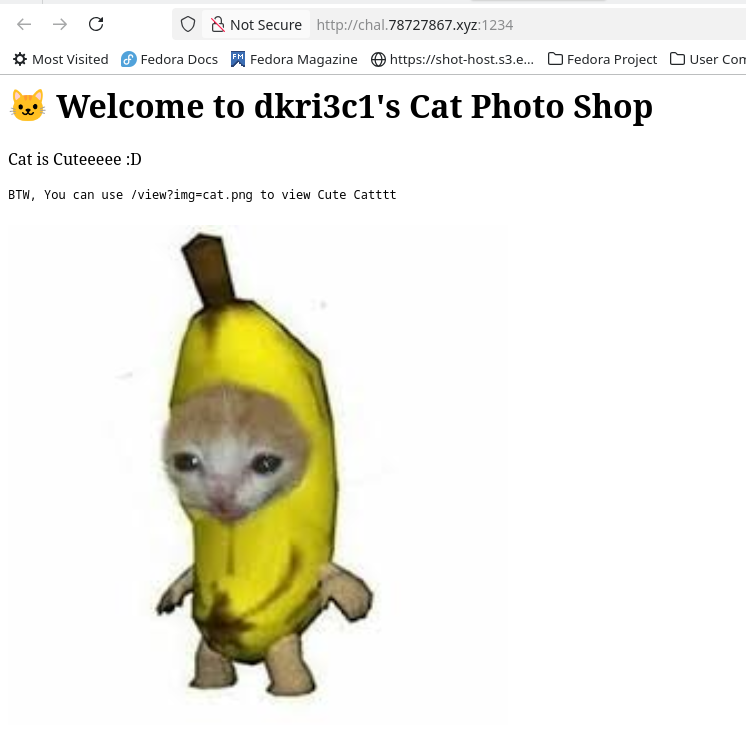 Not Secure http://chal.78727867.xyz:1234
Most Visited Fedora Docs Fedora Magazine https://shot-host.s3.e... Fedora Project User Com
🐱 Welcome to dkri3c1's Cat Photo Shop
Cat is Cuteeeee :D
BTW, You can use /view?img=cat.png to view Cute Catttt